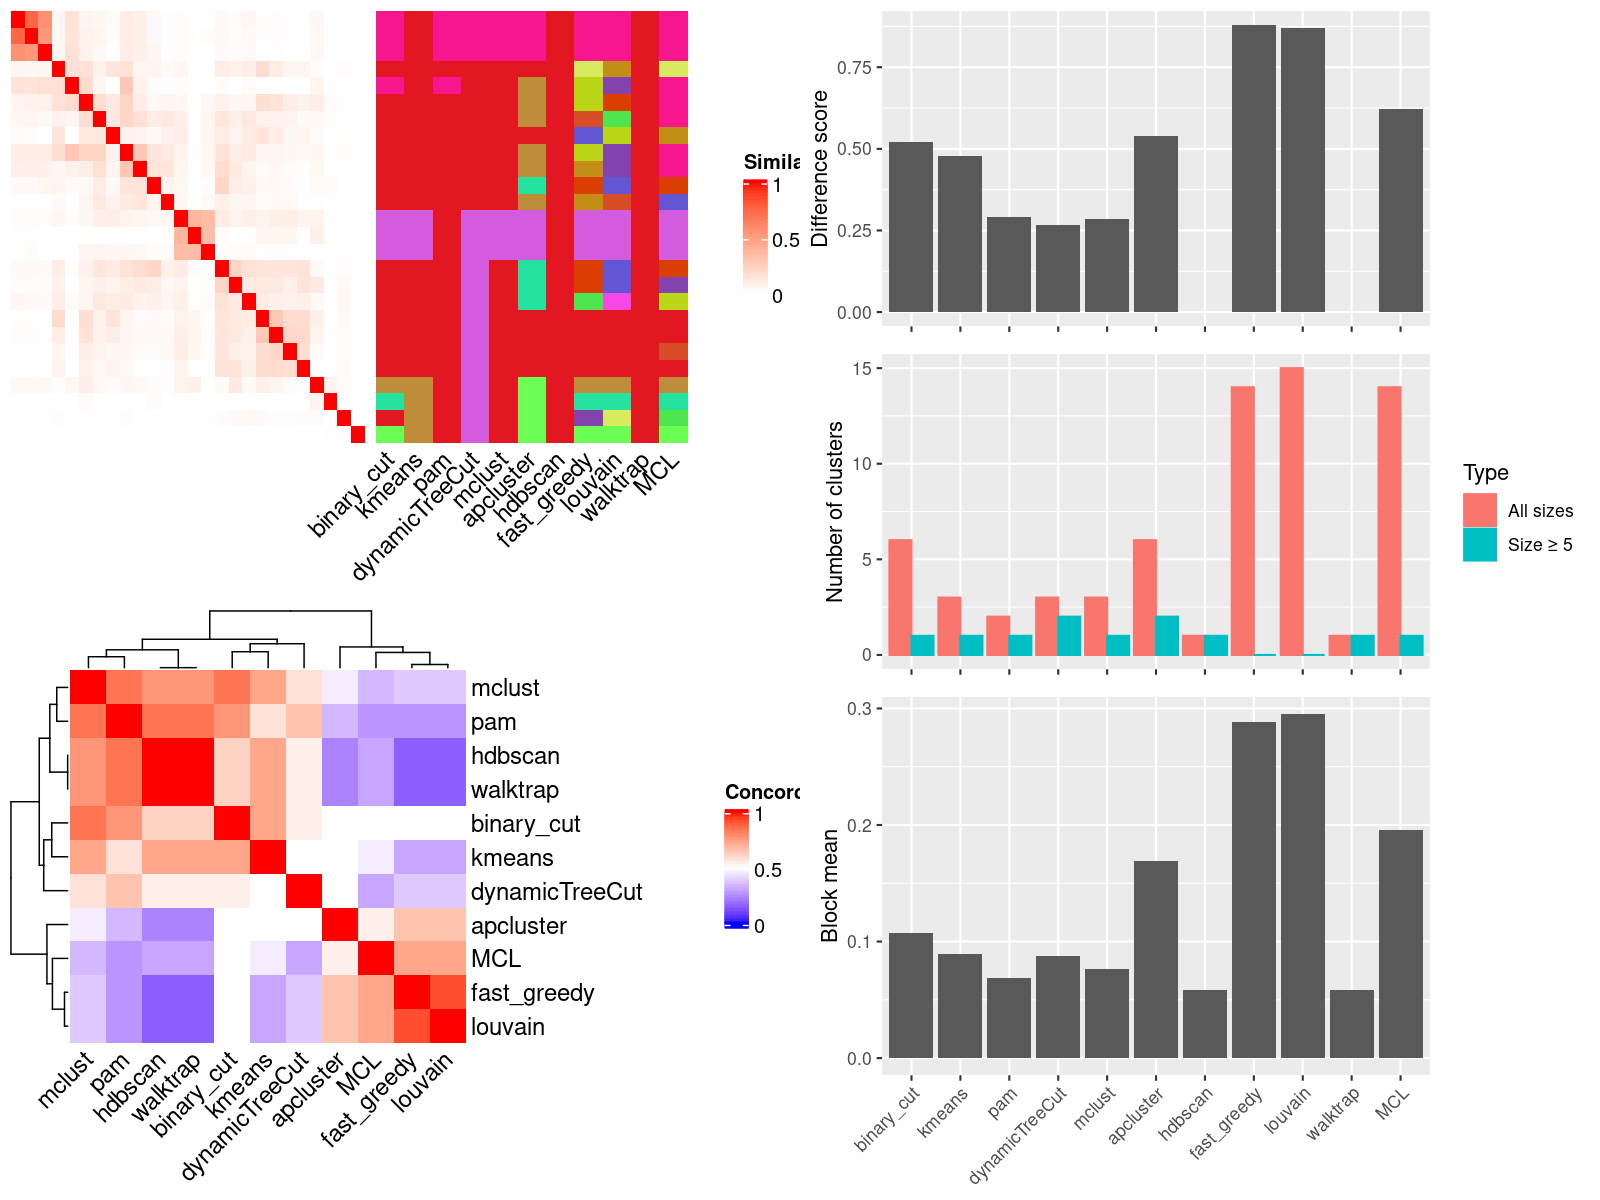 Simila
1
0.5
0
binary_cut
kmeans
pam
dynamicTreeCut
mclust
apcluster
hdbscan
fast_greedy
louvain
walktrap
MCL
mclust
pam
hdbscan
walktrap
binary_cut
kmeans
dynamicTreeCut
apcluster
MCL
fast_greedy
louvain
Concord
1
0.5
0
mclust
pam
hdbscan
walktrap
binary_cut
kmeans
dynamicTreeCut
apcluster
MCL
fast_greedy
louvain
Difference score
0.75
0.50
0.25
0.00
Number of clusters
15
10
5
0
Type
All sizes
Size ≥ 5
Block mean
0.3
0.2
0.1
0.0
binary_cut
kmeans
pam
dynamicTreeCut
mclust
apcluster
hdbscan
fast_greedy
louvain
walktrap
MCL